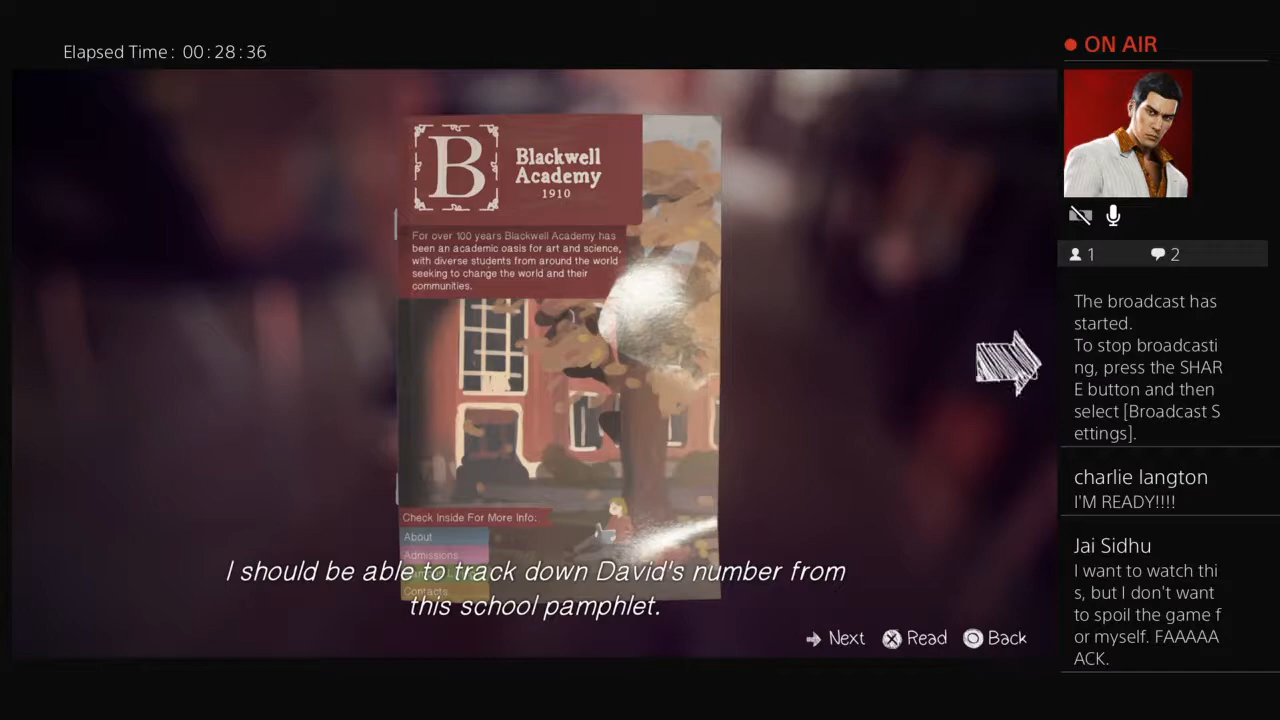 Elapsed Time: 00:28:36
ON AIR
B
Blackwell
Academy
1910
For over 100 years Blackwell Academy has
been an academic oasis for art and science,
with diverse students from around the world
seeking to change the world and their
communities.
Check Inside For More Info:
About
Admissions
Contacts
I should be able to track down David's number from
this school pamphlet.
Next
Read
Back
1
2
The broadcast has
started.
To stop broadcasti
ng, press the SHAR
E button and then
select [Broadcast S
ettings].
charlie langton
I'M READY!!!!
Jai Sidhu
I want to watch thi
s, but I don't want
to spoil the game f
or myself. FAAAAA
ACK.